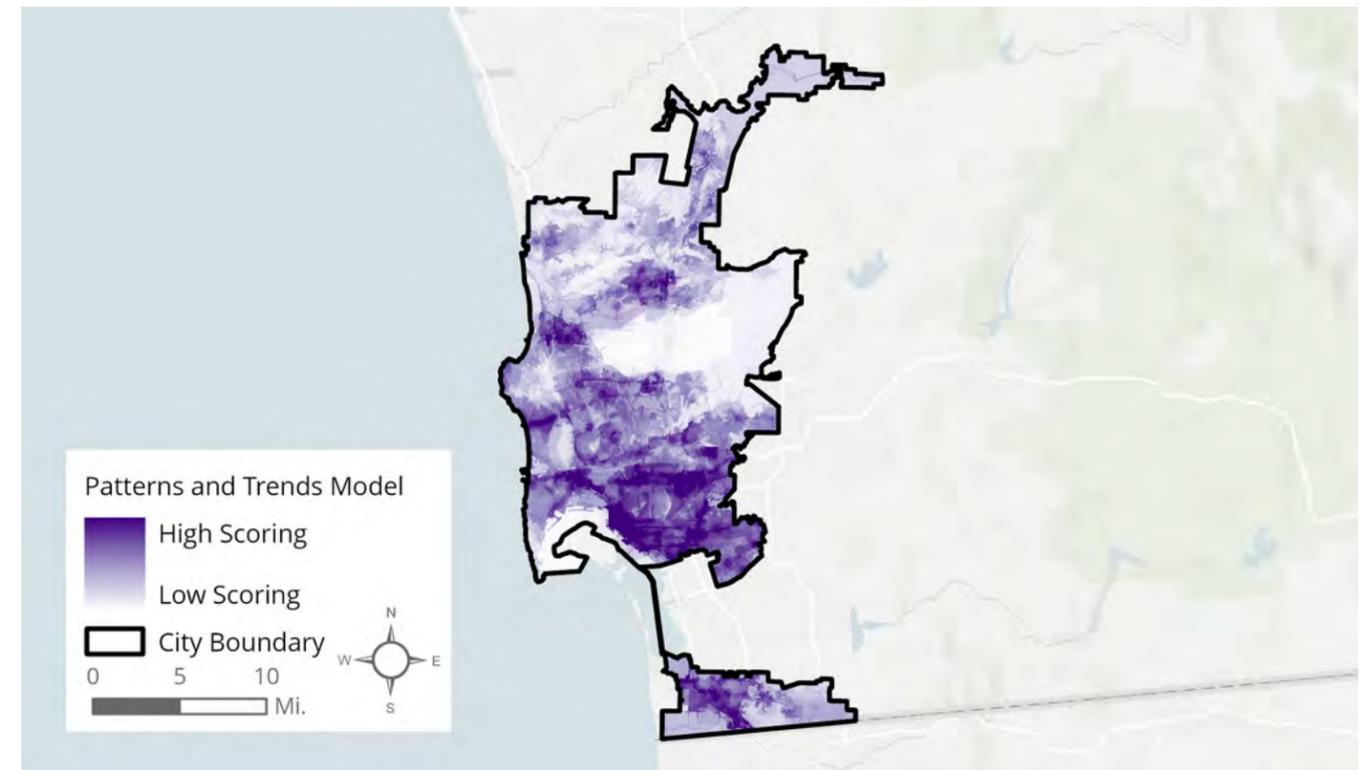 Patterns and Trends Model
High Scoring
Low Scoring
City Boundary
0 5 10
Mi.
N
W E
S